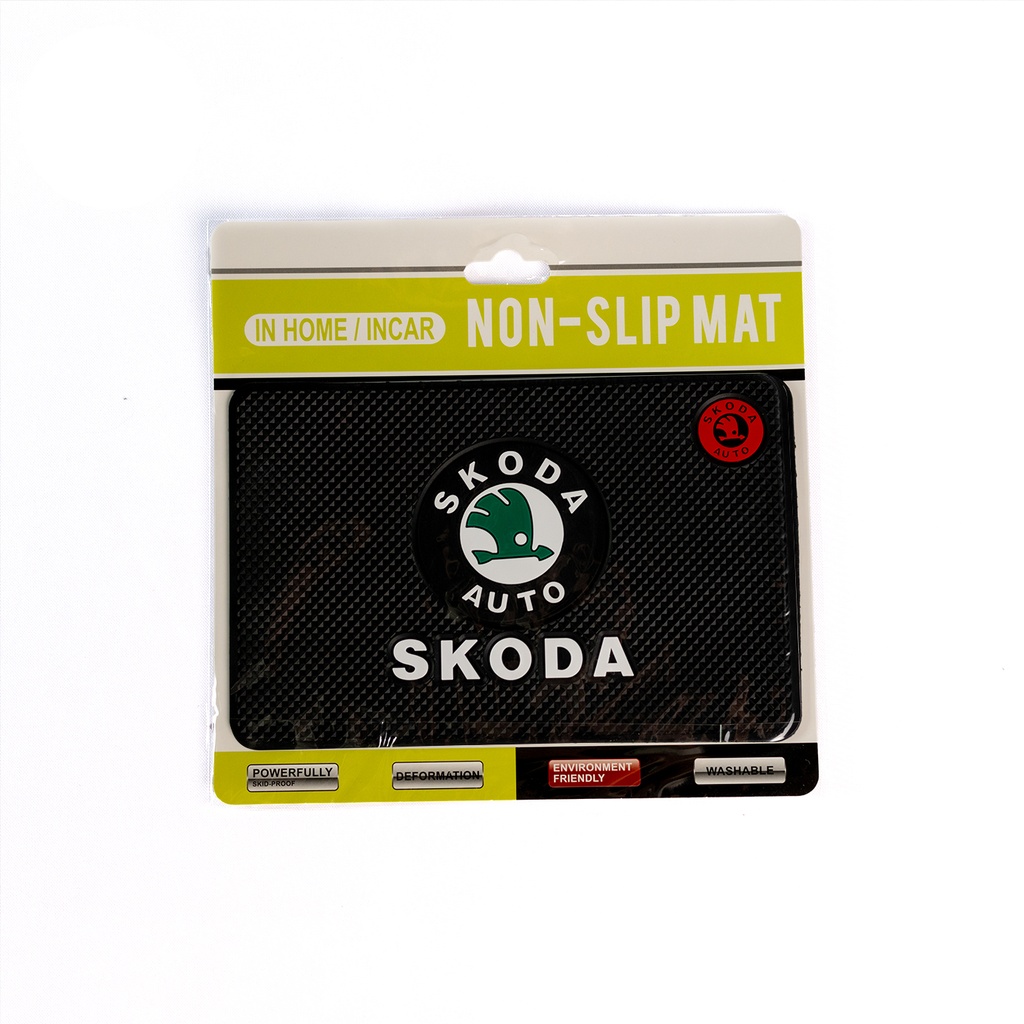 IN HOME / INCAR
NON-SLIP MAT
SKODA
AUTO
SKODA
AUTO
SKODA
POWERFULLY
SKID-PROOF
DEFORMATION
ENVIRONMENT
FRIENDLY
WASHABLE